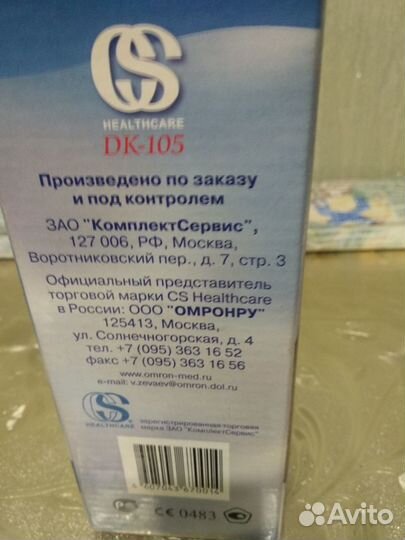 CS
HEALTHCARE
DK-105
Произведено по заказу
и под контролем
ЗАО "КомплектСервис",
127 006, РФ, Москва,
Воротниковский пер., д. 7, стр. 3
Официальный представитель
торговой марки CS Healthcare
в России: ООО "ОМРОНРУ"
125413, Москва,
ул. Солнечногорская, д. 4
тел. +7 (095) 363 16 52
факс +7 (095) 363 16 56
www.omron-med.ru
e-mail: v.zevaev@omron.dol.ru
CS
HEALTHCARE
зарегистрированная торговая
марка ЗАО "КомплектСервис"
4607043670014
CE 0483
Avito